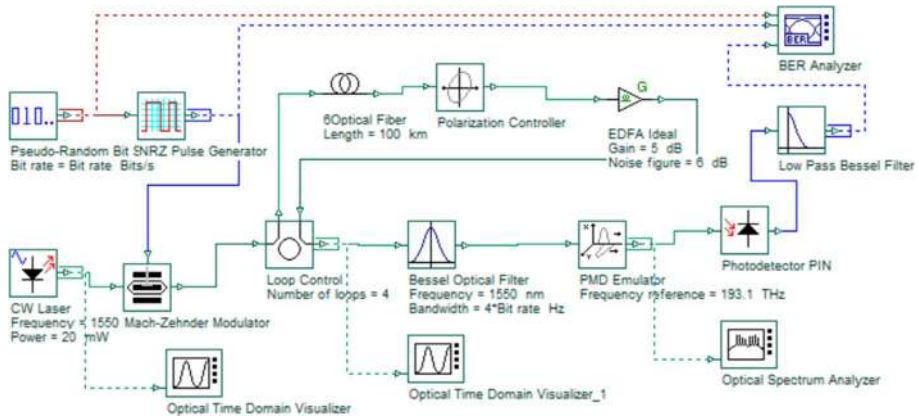 BER
BER Analyzer
G
010..
6Optical Fiber
Length = 100 km
Polarization Controller
EDFA Ideal
Gain = 5 dB
Noise figure = 6 dB
Low Pass Bessel Filter
Pseudo-Random Bit S NRZ Pulse Generator
Bit rate = Bit rate Bits/s
X
Y
Loop Control
Number of loops = 4
Bessel Optical Filter
Frequency = 1550 nm
Bandwidth = 4*Bit rate Hz
PMD Emulator
Frequency reference = 193.1 THz
Photodetector PIN
CW Laser
Frequency = 1550 Mach-Zehnder Modulator
Power = 20 mW
Optical Time Domain Visualizer
Optical Time Domain Visualizer_1
Optical Spectrum Analyzer